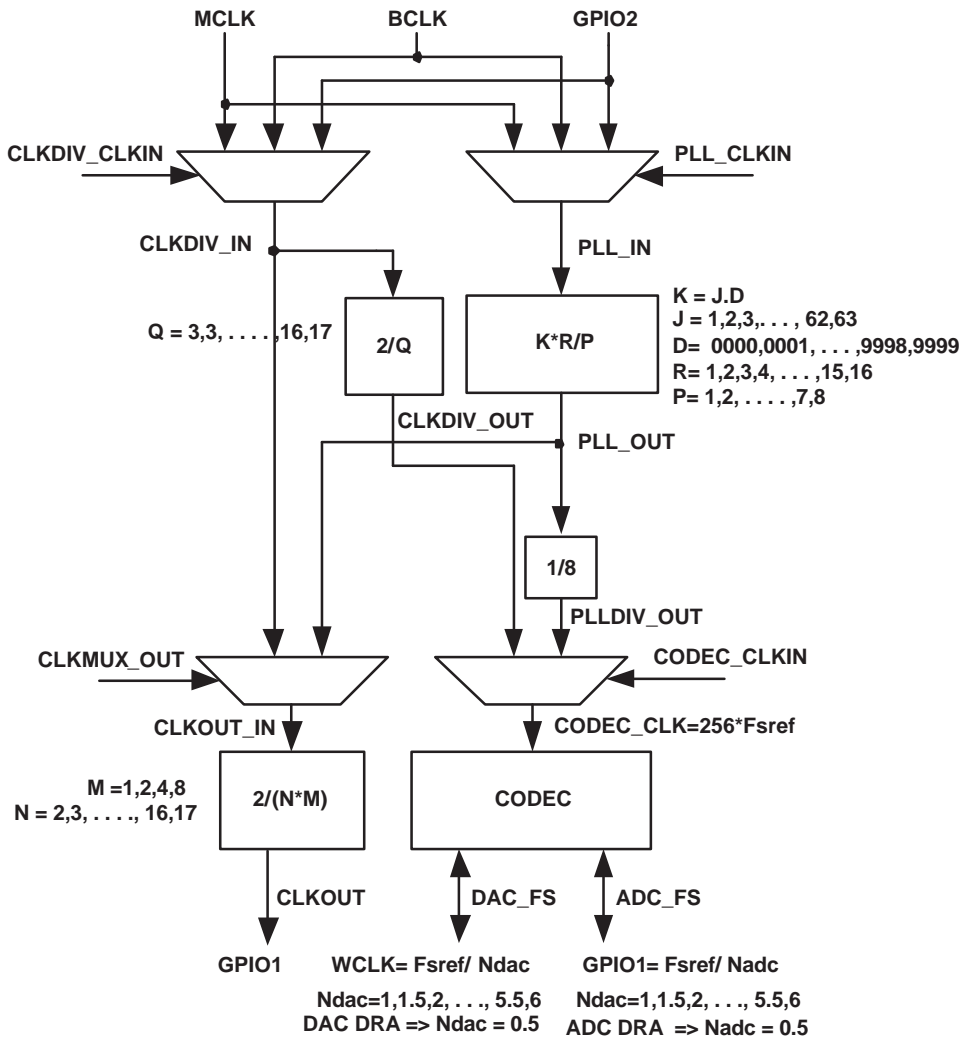 MCLK BCLK GPIO2
CLKDIV_CLKIN PLL_CLKIN
CLKDIV_IN PLL_IN
K = J.D
J = 1,2,3,. . . , 62,63
Q = 3,3, . . . . ,16,17 2/Q K*R/P D= 0000,0001, . . . ,9998,9999
R= 1,2,3,4, . . . ,15,16
P= 1,2, . . . . ,7,8
CLKDIV_OUT PLL_OUT
1/8
PLLDIV_OUT
CLKMUX_OUT CODEC_CLKIN
CLKOUT_IN CODEC_CLK=256*Fsref
M =1,2,4,8 2/(N*M) CODEC
N = 2,3, . . . ., 16,17
CLKOUT DAC_FS ADC_FS
GPIO1 WCLK= Fsref/ Ndac GPIO1= Fsref/ Nadc
Ndac=1,1.5,2, . . ., 5.5,6 Ndac=1,1.5,2, . . ., 5.5,6
DAC DRA => Ndac = 0.5 ADC DRA => Nadc = 0.5